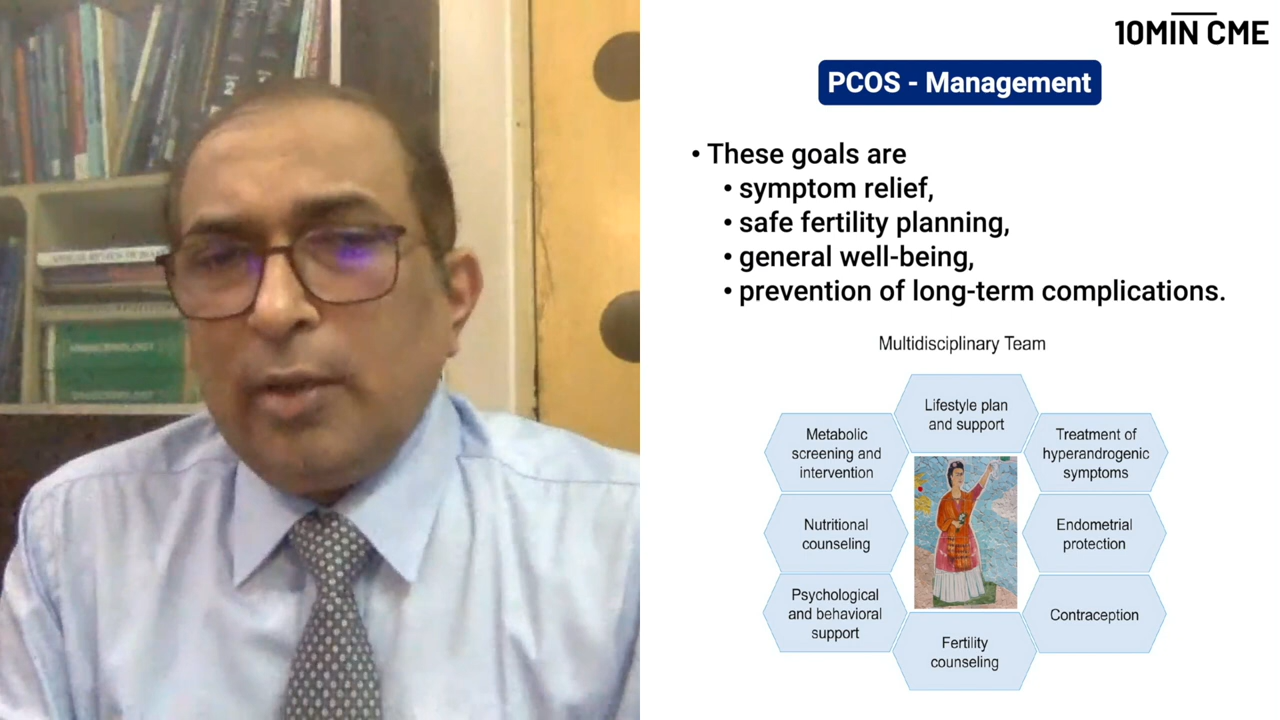 10MIN CME
PCOS - Management
• These goals are
• symptom relief,
• safe fertility planning,
• general well-being,
• prevention of long-term complications.
Multidisciplinary Team
Lifestyle plan
and support
Metabolic
screening and
intervention
Treatment of
hyperandrogenic
symptoms
Nutritional
counseling
Endometrial
protection
Psychological
and behavioral
support
Contraception
Fertility
counseling